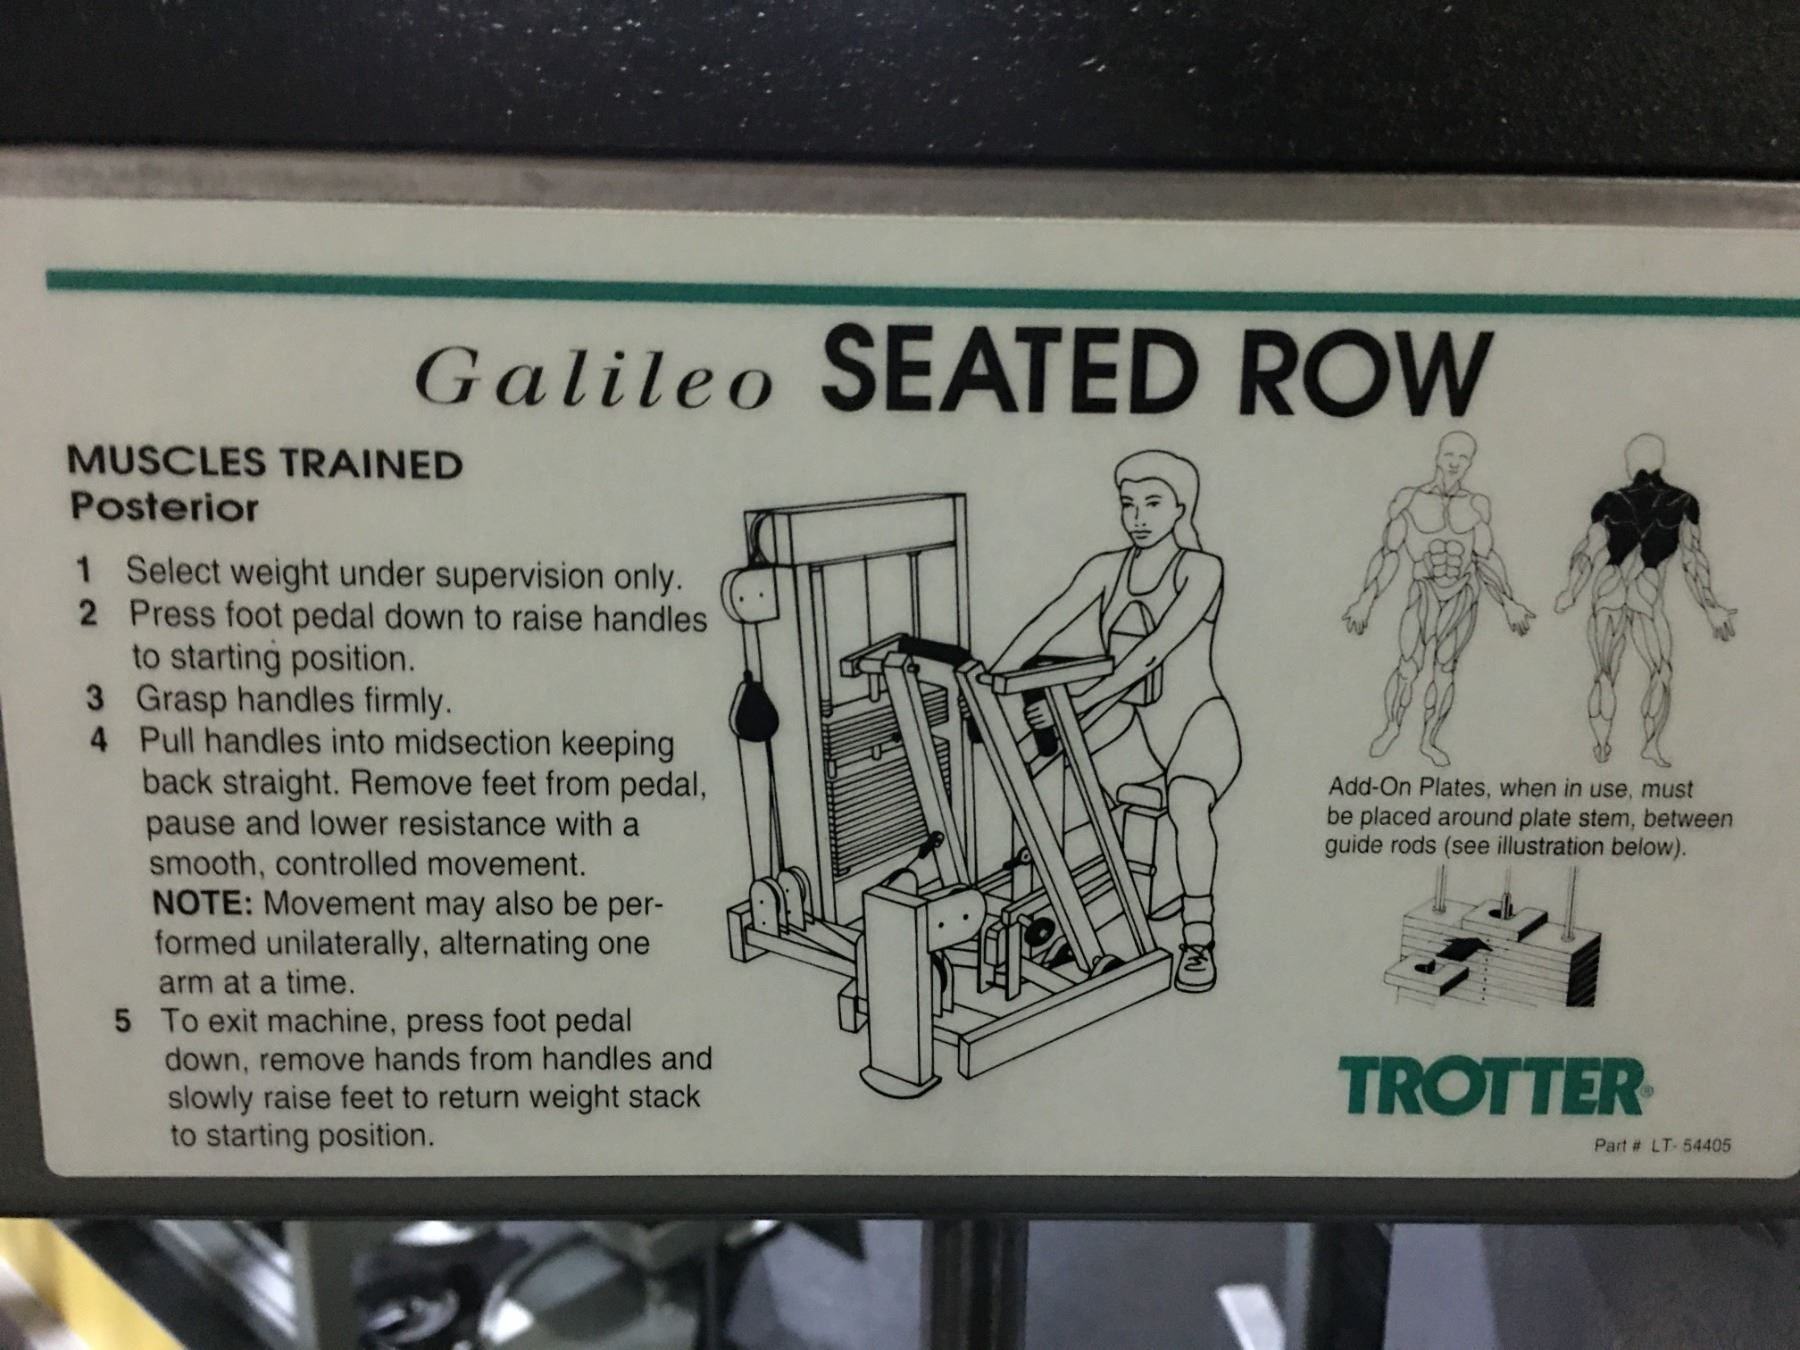 Galileo SEATED ROW
MUSCLES TRAINED
Posterior
1 Select weight under supervision only.
2 Press foot pedal down to raise handles
to starting position.
3 Grasp handles firmly.
4 Pull handles into midsection keeping
back straight. Remove feet from pedal,
pause and lower resistance with a
smooth, controlled movement.
NOTE: Movement may also be per-
formed unilaterally, alternating one
arm at a time.
5 To exit machine, press foot pedal
down, remove hands from handles and
slowly raise feet to return weight stack
to starting position.
Add-On Plates, when in use, must
be placed around plate stem, between
guide rods (see illustration below).
TROTTER®
Part # LT- 54405